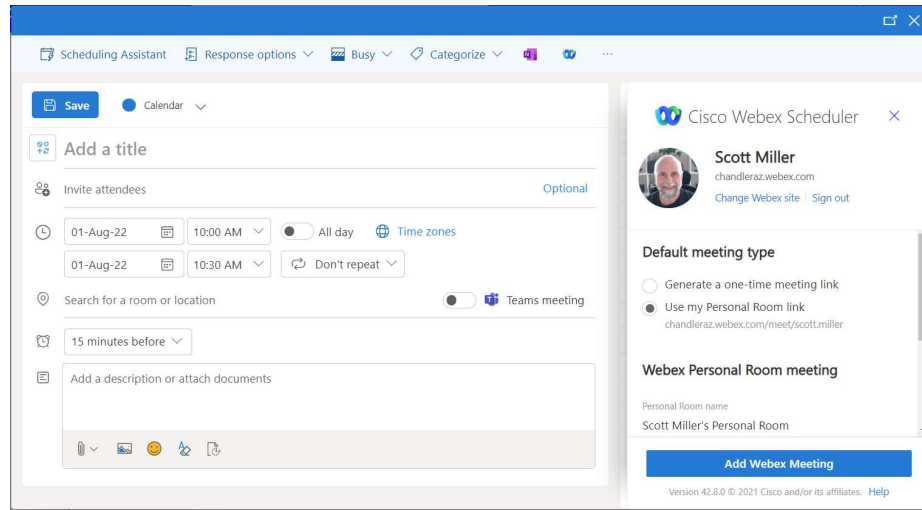 Scheduling Assistant Response options Busy Categorize
Save Calendar
Add a title
Invite attendees Optional
01-Aug-22 10:00 AM All day Time zones
01-Aug-22 10:30 AM Don't repeat
Search for a room or location Teams meeting
15 minutes before
Add a description or attach documents
Cisco Webex Scheduler
Scott Miller
chandleraz.webex.com
Change Webex site Sign out
Default meeting type
Generate a one-time meeting link
Use my Personal Room link
chandleraz.webex.com/meet/scott.miller
Webex Personal Room meeting
Personal Room name
Scott Miller's Personal Room
Add Webex Meeting
Version 42.8.0 © 2021 Cisco and/or its affiliates. Help